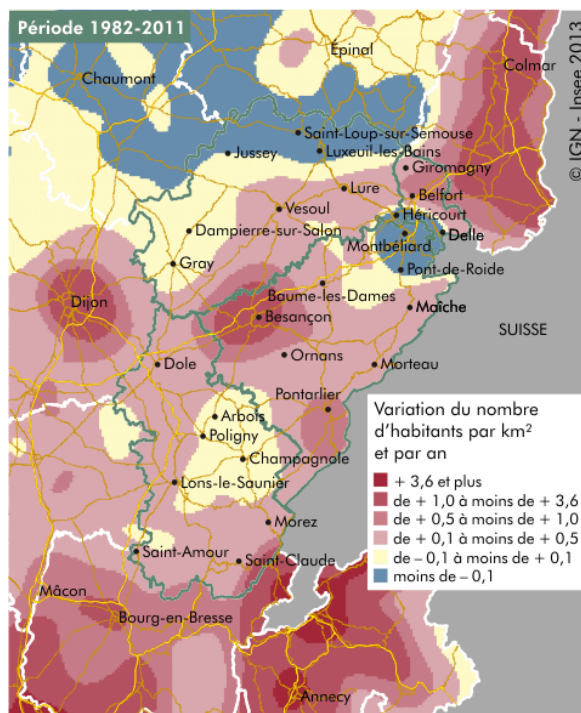 Période 1982-2011
© IGN - Insee 2013
Épinal
Colmar
Chaumont
Saint-Loup-sur-Semouse
Jussey
Luxeuil-les-Bains
Giromagny
Lure
Belfort
Vesoul
Héricourt
Dampierre-sur-Salon
Delle
Montbéliard
Gray
Pont-de-Roide
Baume-les-Dames
Dijon
Maîche
Besançon
SUISSE
Ornans
Dole
Morteau
Pontarlier
Arbois
Poligny
Champagnole
Lons-le-Saunier
Morez
Saint-Amour
Saint-Claude
Mâcon
Bourg-en-Bresse
Annecy
Variation du nombre
d'habitants par km²
et par an
+ 3,6 et plus
de + 1,0 à moins de + 3,6
de + 0,5 à moins de + 1,0
de + 0,1 à moins de + 0,5
de – 0,1 à moins de + 0,1
moins de – 0,1